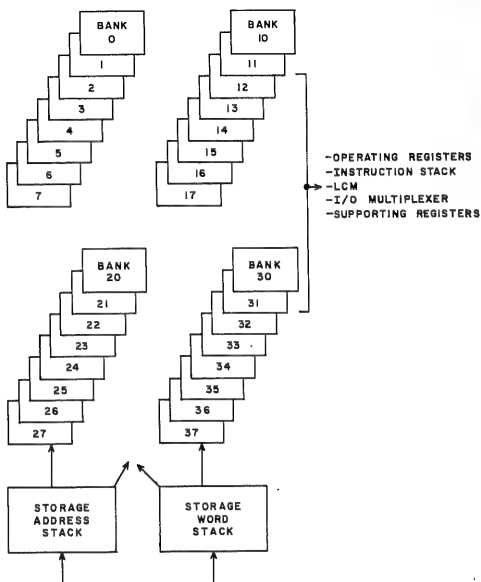 BANK
0
1
2
3
4
5
6
7
BANK
10
11
12
13
14
15
16
17
-OPERATING REGISTERS
-INSTRUCTION STACK
-LCM
-I/O MULTIPLEXER
-SUPPORTING REGISTERS
BANK
20
21
22
23
24
25
26
27
BANK
30
31
32
33
34
35
36
37
STORAGE
ADDRESS
STACK
STORAGE
WORD
STACK